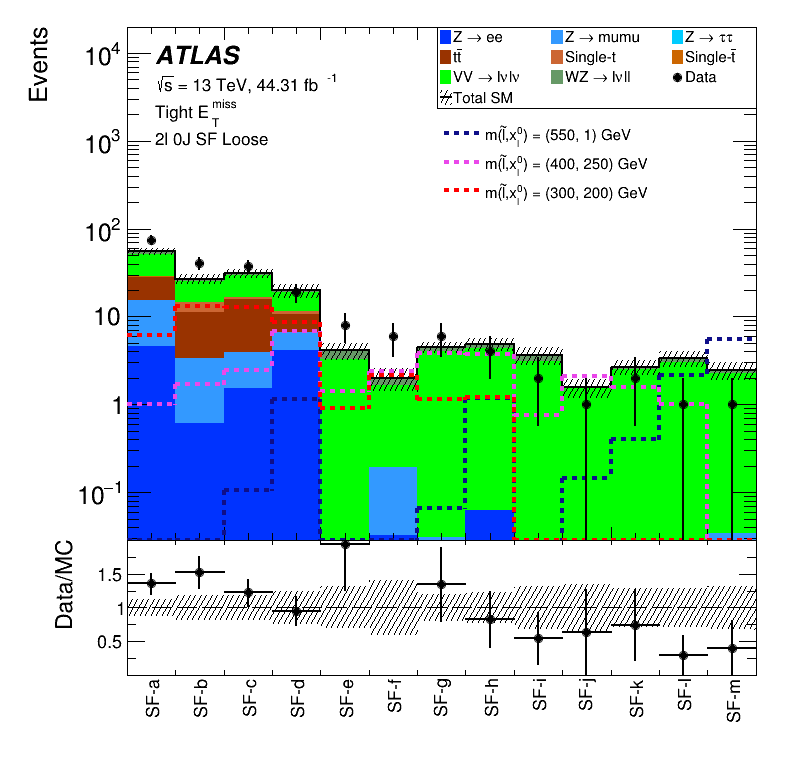 Events
10⁴
10³
10²
10
1
10⁻¹
ATLAS
√s = 13 TeV, 44.31 fb ⁻¹
Tight E_T^miss
2l 0J SF Loose
Z → ee Z → mumu Z → ττ
tt̄ Single-t Single-t̄
VV → lνlν WZ → lνll Data
Total SM
m(l̃,x̃⁰₁) = (550, 1) GeV
m(l̃,x̃⁰₁) = (400, 250) GeV
m(l̃,x̃⁰₁) = (300, 200) GeV
Data/MC
1.5
1
0.5
SF-a SF-b SF-c SF-d SF-e SF-f SF-g SF-h SF-i SF-j SF-k SF-l SF-m